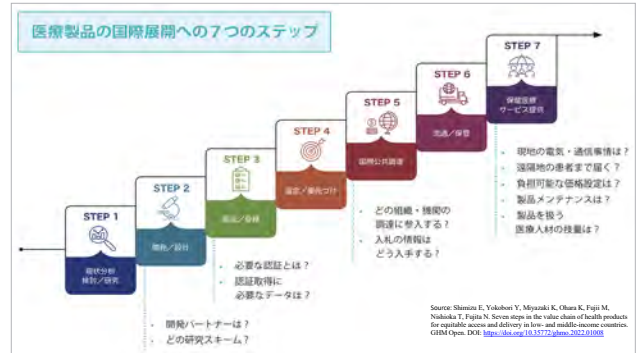 医療製品の国際展開への７つのステップ
STEP 1
現状分析
検討／研究
STEP 2
開発／設計
STEP 3
認証／登録
STEP 4
選定／優先づけ
STEP 5
国際公共調達
STEP 6
流通／保管
STEP 7
保健医療
サービス提供
・開発パートナーは？
・どの研究スキーム？
・必要な認証とは？
・認証取得に
必要なデータは？
・どの組織・機関の
調達に参入する？
・入札の情報は
どう入手する？
・現地の電気・通信事情は？
・遠隔地の患者まで届く？
・負担可能な価格設定は？
・製品メンテナンスは？
・製品を扱う
医療人材の技量は？
Source: Shimizu E, Yokobori Y, Miyazaki K, Ohara K, Fujii M,
Nishioka T, Fujita N. Seven steps in the value chain of health products
for equitable access and delivery in low- and middle-income countries.
GHM Open. DOI: https://doi.org/10.35772/ghmo.2022.01008